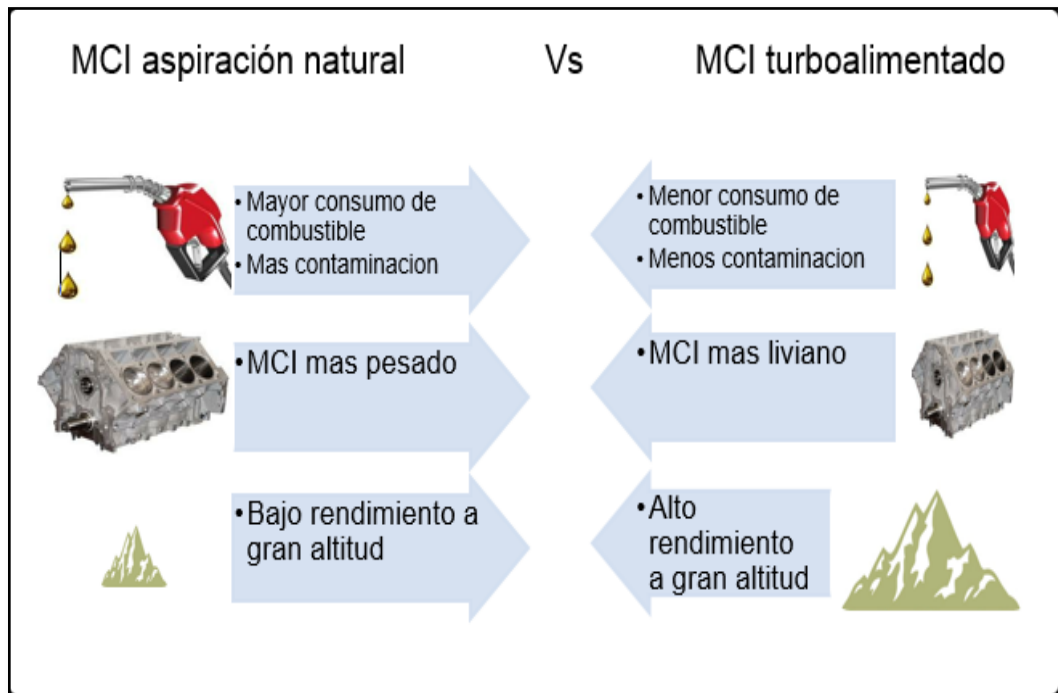 MCI aspiración natural
Vs
MCI turboalimentado
• Mayor consumo de
combustible
• Mas contaminacion
• Menor consumo de
combustible
• Menos contaminacion
• MCI mas pesado
• MCI mas liviano
• Bajo rendimiento a
gran altitud
• Alto
rendimiento
a gran altitud